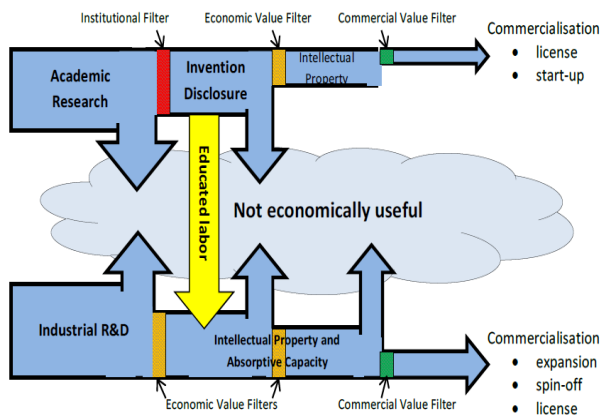 Institutional Filter
Economic Value Filter
Commercial Value Filter
Commercialisation
• license
• start-up
Academic
Research
Invention
Disclosure
Intellectual
Property
Educated labor
Not economically useful
Industrial R&D
Intellectual Property and
Absorptive Capacity
Commercialisation
• expansion
• spin-off
• license
Economic Value Filters
Commercial Value Filter